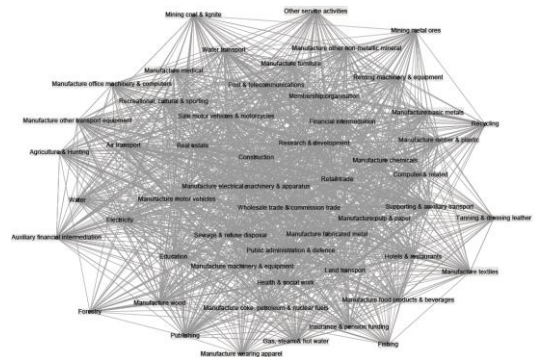 Mining coal & lignite
Other service activities
Mining metal ores
Water transport
Manufacture other non-metallic mineral
Manufacture furniture
Manufacture medical
Renting machinery & equipment
Manufacture office machinery & computers
Post & telecommunications
Membership organisation
Recreational, cultural & sporting
Manufacture basic metals
Sale motor vehicles & motorcycles
Manufacture other transport equipment
Financial intermediation
Recycling
Manufacture rubber & plastic
Air transport
Real estate
Research & development
Agriculture & Hunting
Construction
Manufacture chemicals
Computer & related
Retail trade
Manufacture electrical machinery & apparatus
Water
Manufacture motor vehicles
Wholesale trade & commission trade
Supporting & auxiliary transport
Electricity
Manufacture pulp & paper
Tanning & dressing leather
Auxiliary financial intermediation
Sewage & refuse disposal
Manufacture fabricated metal
Public administration & defence
Education
Hotels & restaurants
Manufacture machinery & equipment
Land transport
Manufacture textiles
Health & social work
Manufacture wood
Manufacture food products & beverages
Forestry
Manufacture coke, petroleum & nuclear fuels
Insurance & pension funding
Publishing
Gas, steam& hot water
Fishing
Manufacture wearing apparel